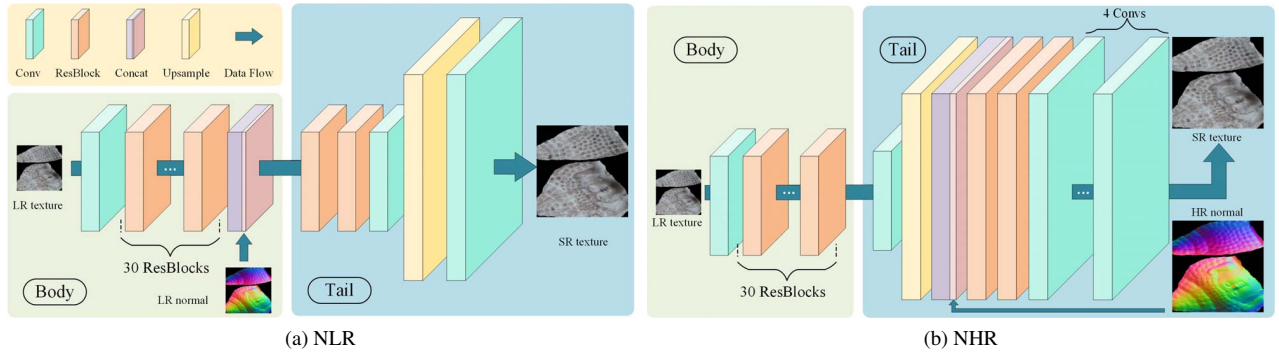 Conv ResBlock Concat Upsample Data Flow
LR texture
...
30 ResBlocks
LR normal
Body
Tail
SR texture
(a) NLR
Body
Tail
4 Convs
LR texture
...
30 ResBlocks
...
SR texture
HR normal
(b) NHR